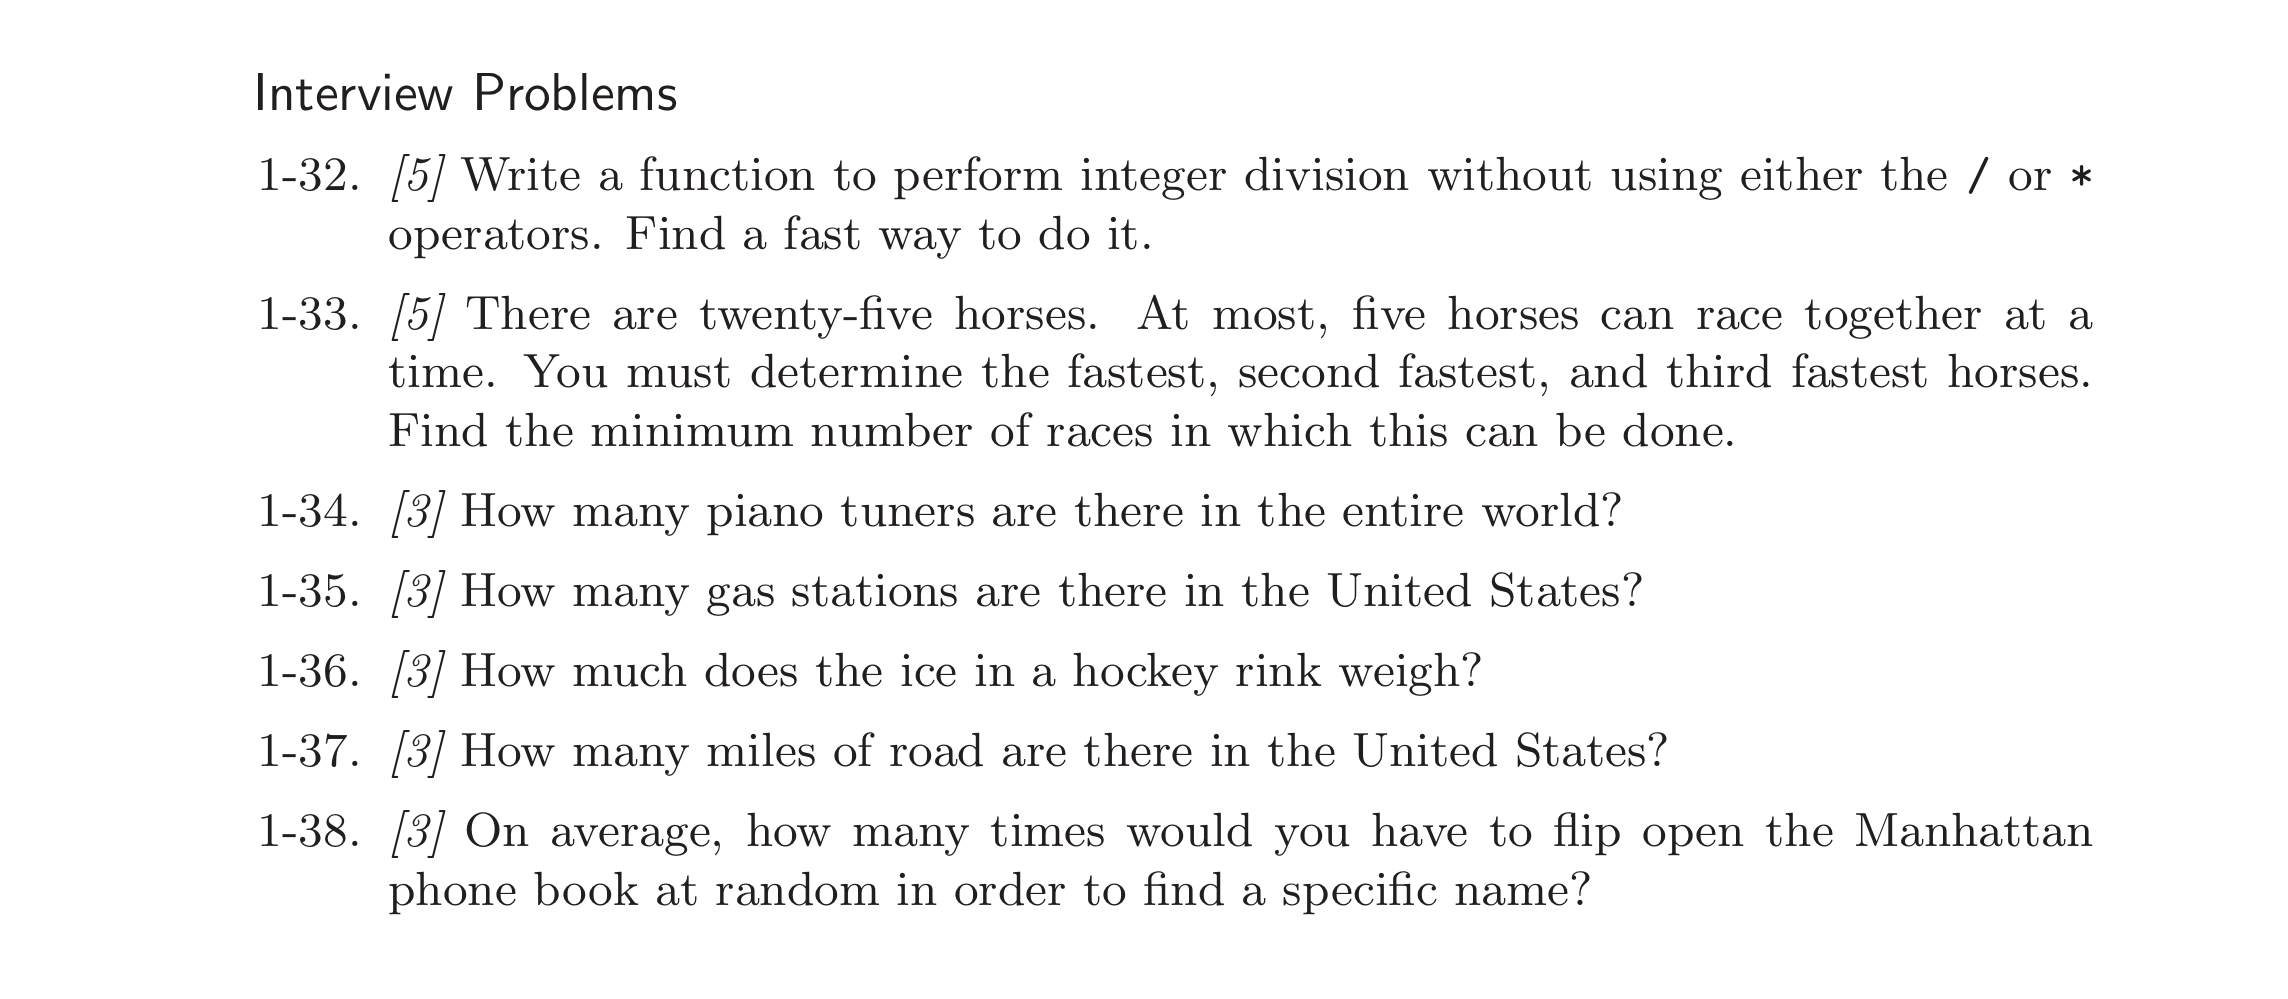 Interview Problems
1-32. [5] Write a function to perform integer division without using either the / or *
operators. Find a fast way to do it.
1-33. [5] There are twenty-five horses. At most, five horses can race together at a
time. You must determine the fastest, second fastest, and third fastest horses.
Find the minimum number of races in which this can be done.
1-34. [3] How many piano tuners are there in the entire world?
1-35. [3] How many gas stations are there in the United States?
1-36. [3] How much does the ice in a hockey rink weigh?
1-37. [3] How many miles of road are there in the United States?
1-38. [3] On average, how many times would you have to flip open the Manhattan
phone book at random in order to find a specific name?